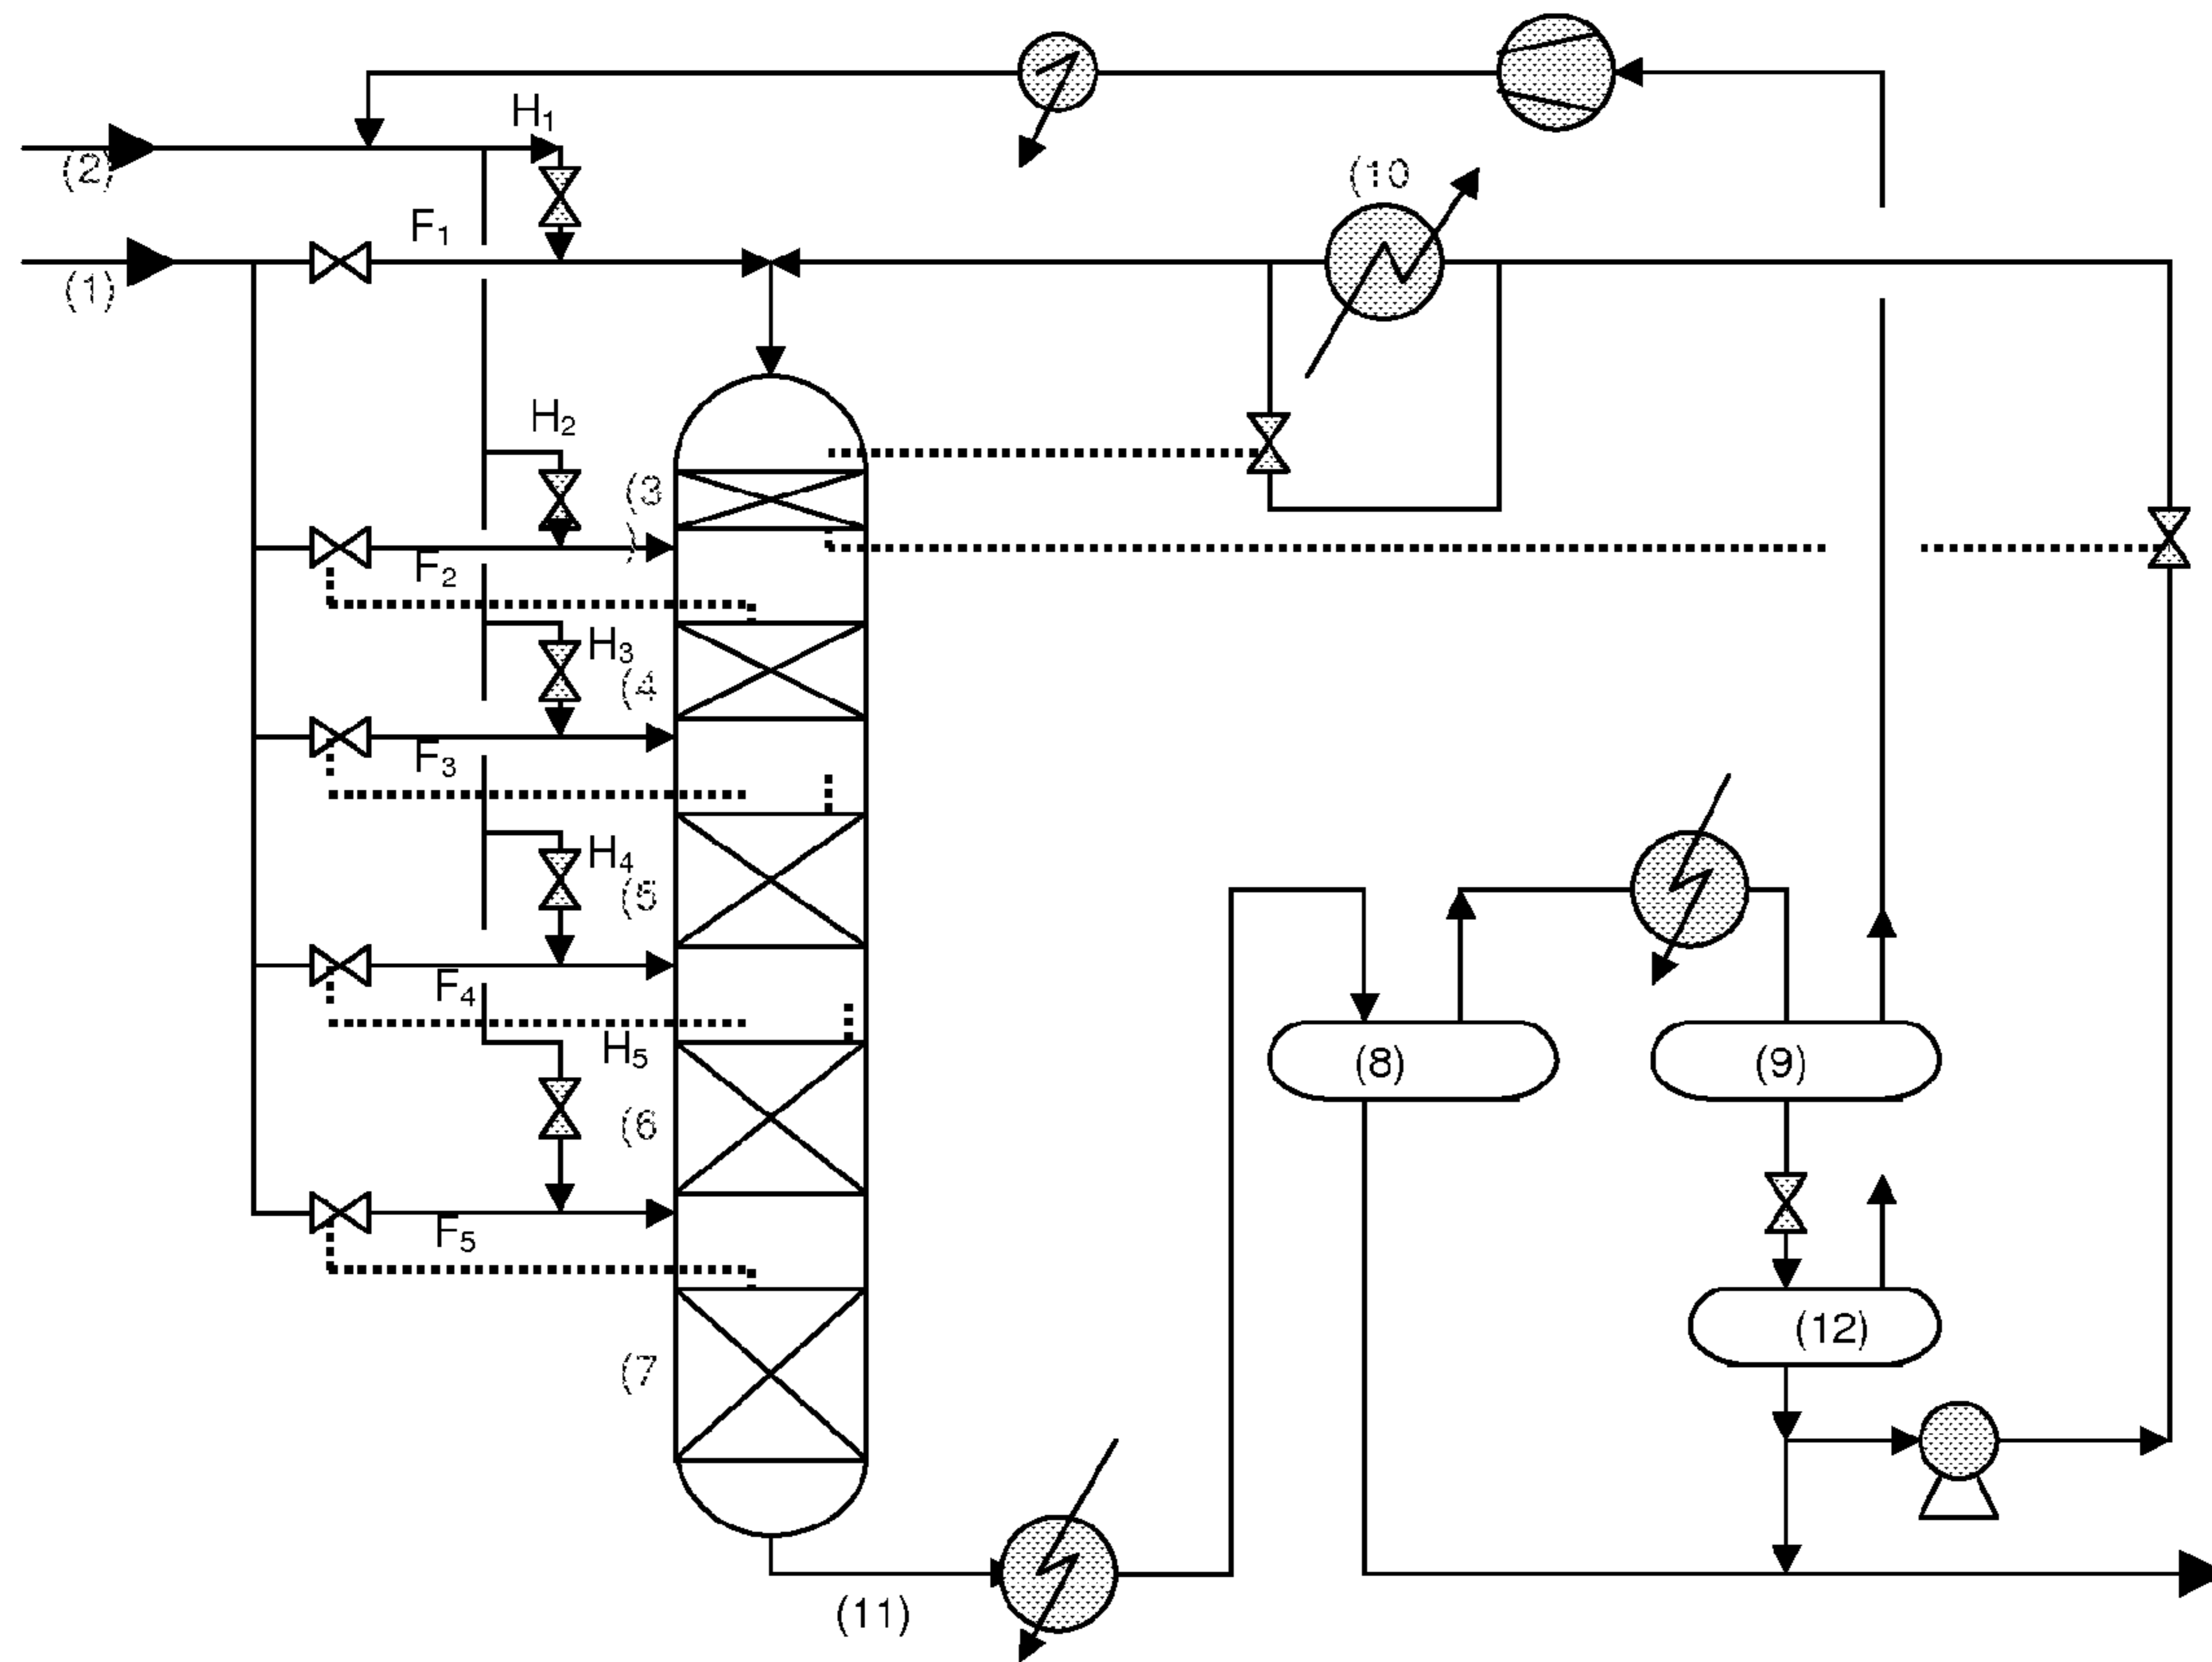 H1
(2)
(10
F1
(1)
H2
(3
)
F2
H3
(4
F3
H4
(5
F4
H5
(8)
(9)
(6
F5
(12)
(7
(11)